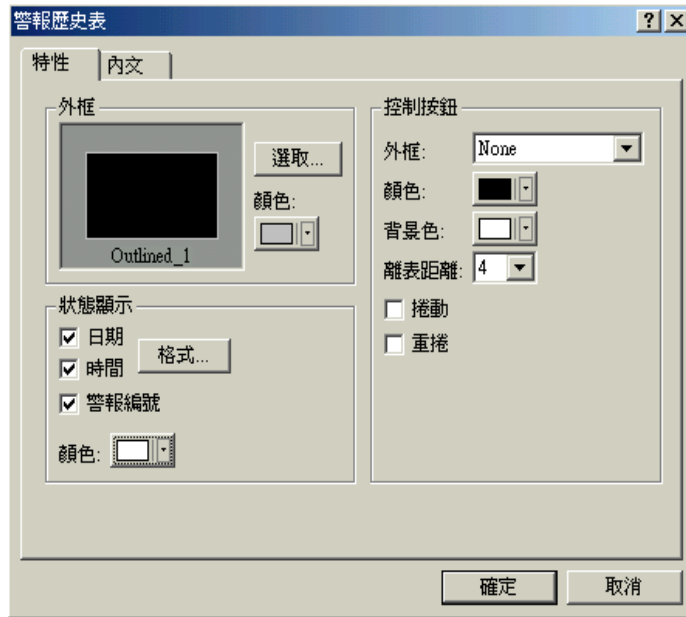 警報歷史表
特性
內文
外框
選取...
顏色:
Outlined_1
狀態顯示
日期
時間
格式...
警報編號
顏色:
控制按鈕
外框:
None
顏色:
背景色:
離表距離:
4
捲動
重捲
確定
取消